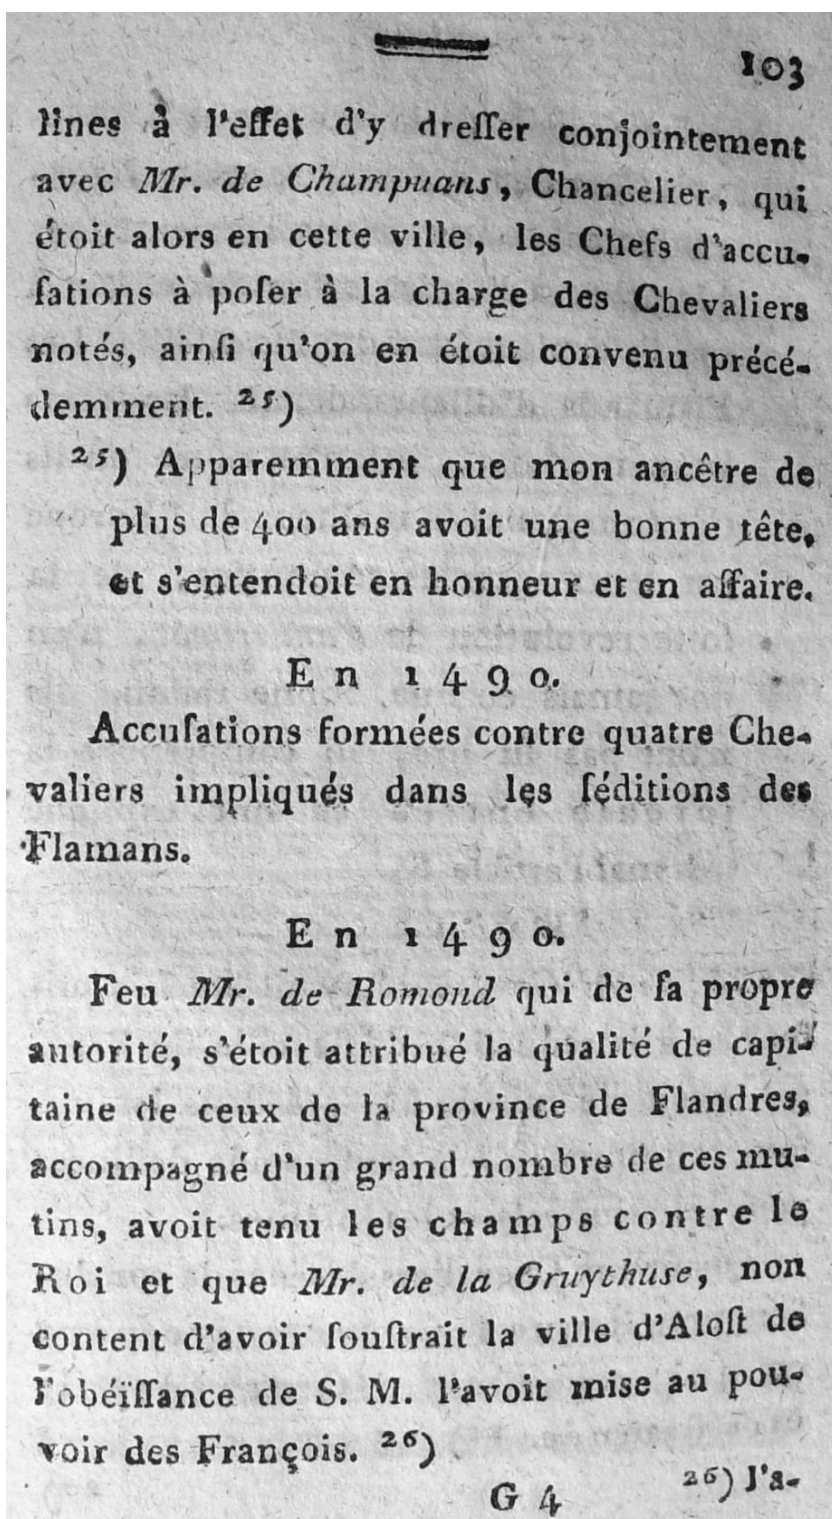 103
lines à l'effet d'y dreſſer conjointement
avec Mr. de Champuans, Chancelier, qui
étoit alors en cette ville, les Chefs d'accu-
ſations à poſer à la charge des Chevaliers
notés, ainſi qu'on en étoit convenu précé-
demment. 25)
25) Apparemment que mon ancêtre de
plus de 400 ans avoit une bonne tête,
et s'entendoit en honneur et en affaire.
En 1490.
Accuſations formées contre quatre Che-
valiers impliqués dans les ſéditions des
Flamans.
En 1490.
Feu Mr. de Romond qui de ſa propre
autorité, s'étoit attribué la qualité de capi-
taine de ceux de la province de Flandres,
accompagné d'un grand nombre de ces mu-
tins, avoit tenu les champs contre le
Roi et que Mr. de la Gruythuse, non
content d'avoir ſouſtrait la ville d'Aloſt de
l'obéïſſance de S. M. l'avoit mise au pou-
voir des François. 26)
G 4
26) J'a-